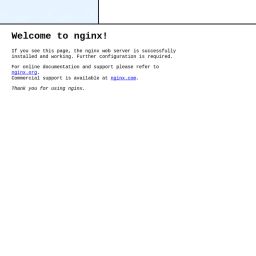 Welcome to nginx!
If you see this page, the nginx web server is successfully
installed and working. Further configuration is required.
For online documentation and support please refer to
nginx.org.
Commercial support is available at nginx.com.
Thank you for using nginx.